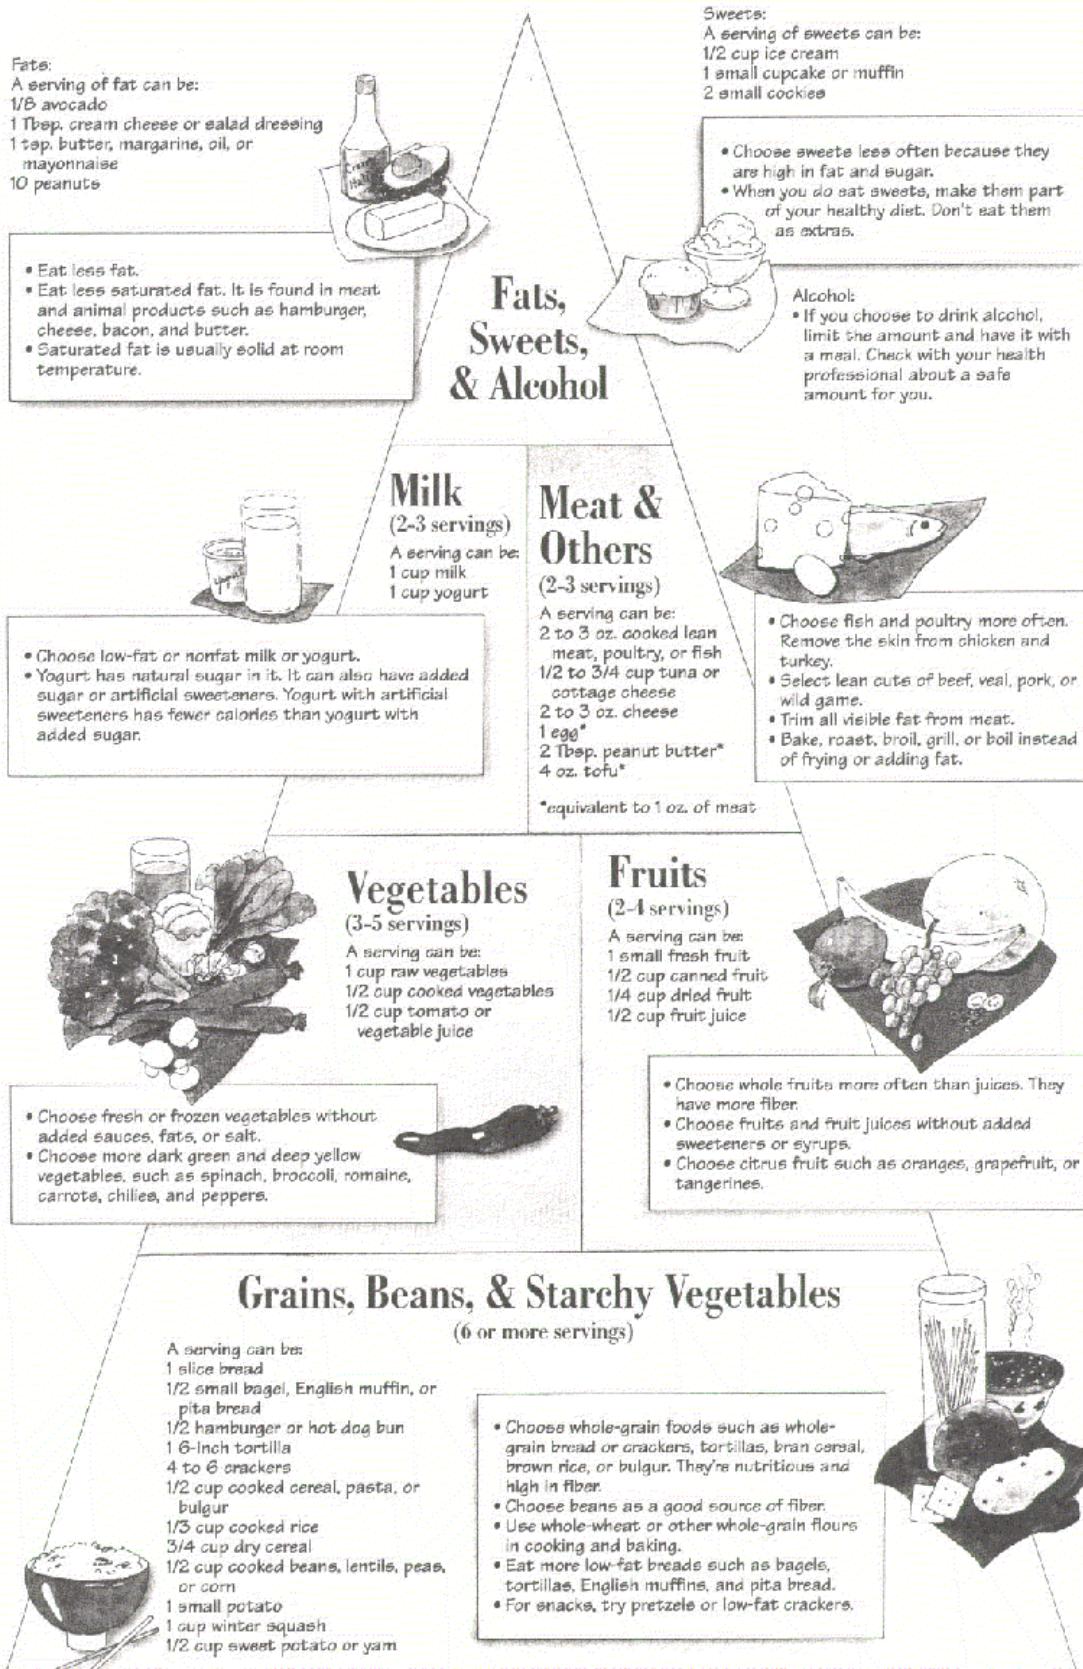 Fats:
A serving of fat can be:
1/8 avocado
1 Tbsp. cream cheese or salad dressing
1 tsp. butter, margarine, oil, or
mayonnaise
10 peanuts
Sweets:
A serving of sweets can be:
1/2 cup ice cream
1 small cupcake or muffin
2 small cookies
• Choose sweets less often because they
are high in fat and sugar.
• When you do eat sweets, make them part
of your healthy diet. Don't eat them
as extras.
• Eat less fat.
• Eat less saturated fat. It is found in meat
and animal products such as hamburger,
cheese, bacon, and butter.
• Saturated fat is usually solid at room
temperature.
Fats,
Sweets,
& Alcohol
Alcohol:
• If you choose to drink alcohol,
limit the amount and have it with
a meal. Check with your health
professional about a safe
amount for you.
Milk
(2-3 servings)
A serving can be:
1 cup milk
1 cup yogurt
Meat &
Others
(2-3 servings)
A serving can be:
2 to 3 oz. cooked lean
meat, poultry, or fish
1/2 to 3/4 cup tuna or
cottage cheese
2 to 3 oz. cheese
1 egg*
2 Tbsp. peanut butter*
4 oz. tofu*
*equivalent to 1 oz. of meat
• Choose low-fat or nonfat milk or yogurt.
• Yogurt has natural sugar in it. It can also have added
sugar or artificial sweeteners. Yogurt with artificial
sweeteners has fewer calories than yogurt with
added sugar.
• Choose fish and poultry more often.
Remove the skin from chicken and
turkey.
• Select lean cuts of beef, veal, pork, or
wild game.
• Trim all visible fat from meat.
• Bake, roast, broil, grill, or boil instead
of frying or adding fat.
Vegetables
(3-5 servings)
A serving can be:
1 cup raw vegetables
1/2 cup cooked vegetables
1/2 cup tomato or
vegetable juice
Fruits
(2-4 servings)
A serving can be:
1 small fresh fruit
1/2 cup canned fruit
1/4 cup dried fruit
1/2 cup fruit juice
• Choose fresh or frozen vegetables without
added sauces, fats, or salt.
• Choose more dark green and deep yellow
vegetables, such as spinach, broccoli, romaine,
carrots, chilies, and peppers.
• Choose whole fruits more often than juices. They
have more fiber.
• Choose fruits and fruit juices without added
sweeteners or syrups.
• Choose citrus fruit such as oranges, grapefruit, or
tangerines.
Grains, Beans, & Starchy Vegetables
(6 or more servings)
A serving can be:
1 slice bread
1/2 small bagel, English muffin, or
pita bread
1/2 hamburger or hot dog bun
1 6-inch tortilla
4 to 6 crackers
1/2 cup cooked cereal, pasta, or
bulgur
1/3 cup cooked rice
3/4 cup dry cereal
1/2 cup cooked beans, lentils, peas,
or corn
1 small potato
1 cup winter squash
1/2 cup sweet potato or yam
• Choose whole-grain foods such as whole-
grain bread or crackers, tortillas, bran cereal,
brown rice, or bulgur. They're nutritious and
high in fiber.
• Choose beans as a good source of fiber.
• Use whole-wheat or other whole-grain flours
in cooking and baking.
• Eat more low-fat breads such as bagels,
tortillas, English muffins, and pita bread.
• For snacks, try pretzels or low-fat crackers.